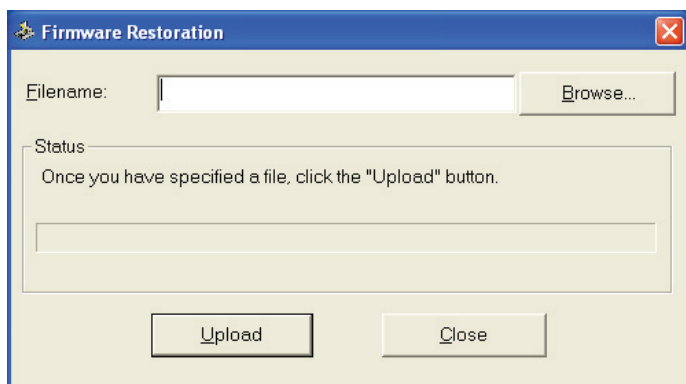 Firmware Restoration
Filename:
Browse...
Status
Once you have specified a file, click the "Upload" button.
Upload
Close